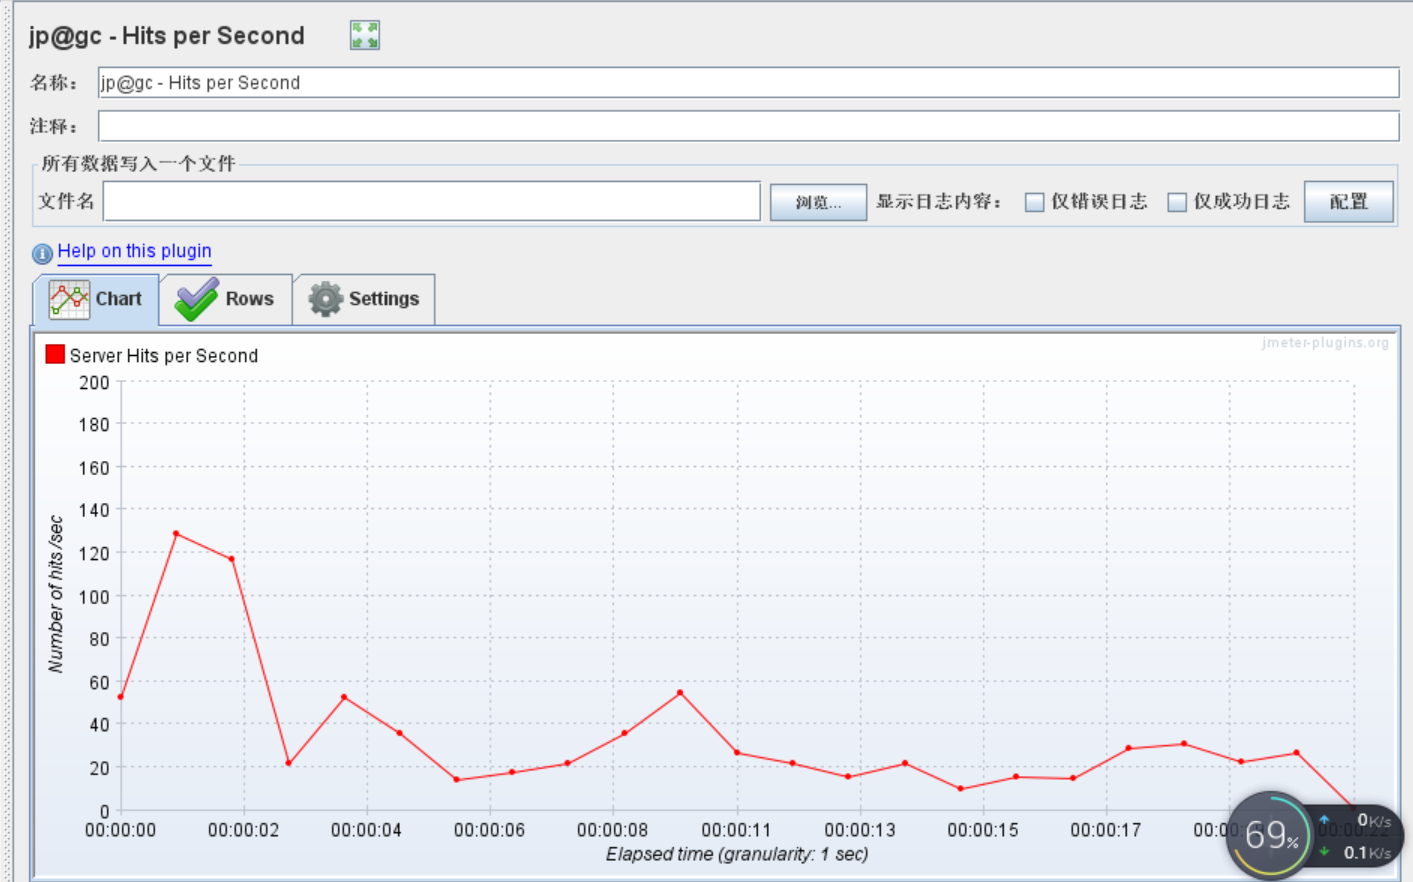 jp@gc - Hits per Second
名称： jp@gc - Hits per Second
注释：
所有数据写入一个文件
文件名 浏览... 显示日志内容： 仅错误日志 仅成功日志 配置
Help on this plugin
Chart Rows Settings
jmeter-plugins.org
Server Hits per Second
200
180
160
140
120
100
80
60
40
20
0
Number of hits /sec
00:00:00 00:00:02 00:00:04 00:00:06 00:00:08 00:00:11 00:00:13 00:00:15 00:00:17
Elapsed time (granularity: 1 sec)
69%
0K/s
0.1K/s